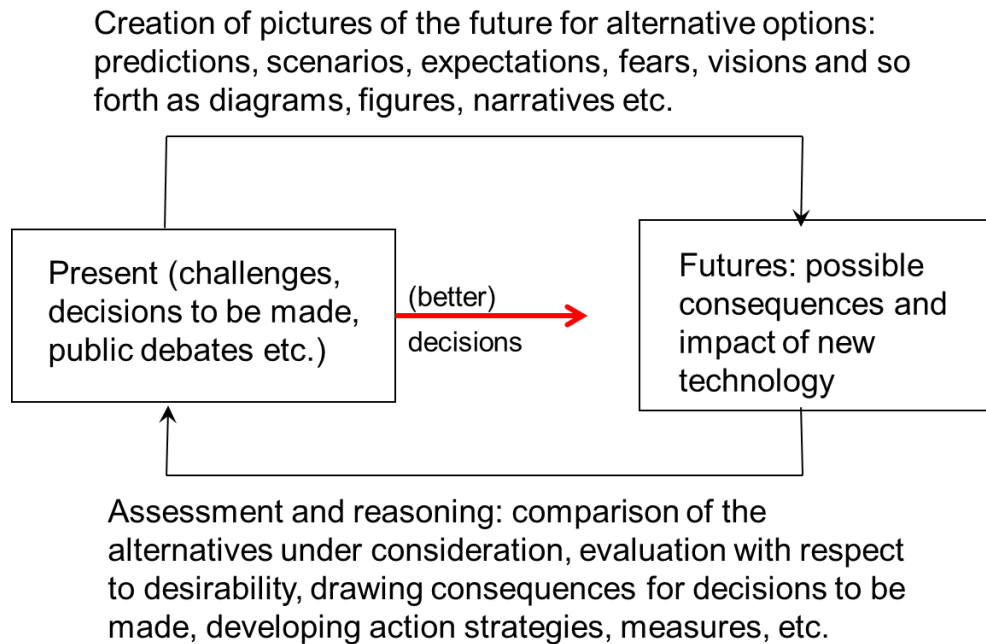 Creation of pictures of the future for alternative options:
predictions, scenarios, expectations, fears, visions and so
forth as diagrams, figures, narratives etc.
Present (challenges,
decisions to be made,
public debates etc.)
(better)
decisions
Futures: possible
consequences and
impact of new
technology
Assessment and reasoning: comparison of the
alternatives under consideration, evaluation with respect
to desirability, drawing consequences for decisions to be
made, developing action strategies, measures, etc.